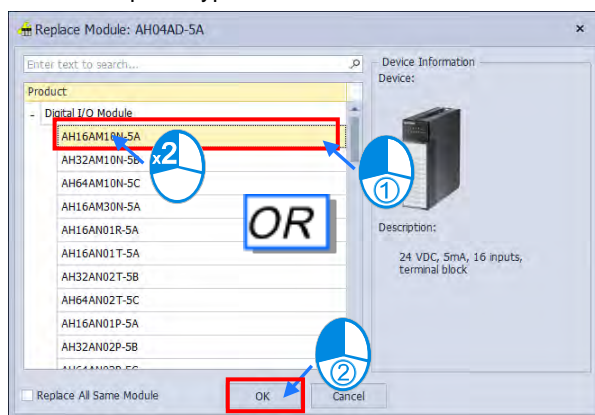 Replace Module: AH04AD-5A
Enter text to search...
Product
- Digital I/O Module
AH16AM10N-5A
AH32AM10N-5B
AH64AM10N-5C
AH16AM30N-5A
AH16AN01R-5A
AH16AN01T-5A
AH32AN02T-5B
AH64AN02T-5C
AH16AN01P-5A
AH32AN02P-5B
x2
OR
1
2
Device Information
Device:
Description:
24 VDC, 5mA, 16 inputs,
terminal block
Replace All Same Module
OK
Cancel